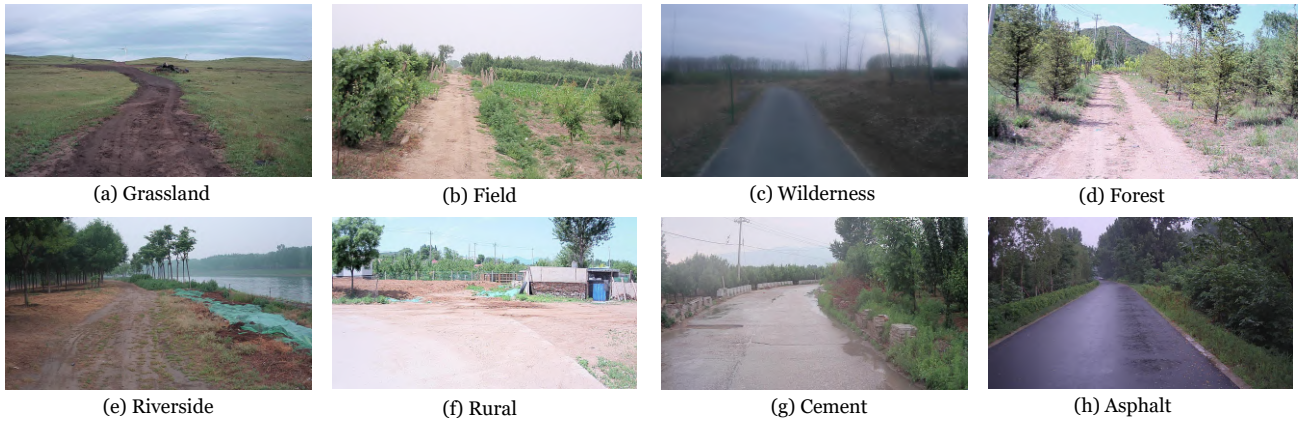 (a) Grassland
(b) Field
(c) Wilderness
(d) Forest
(e) Riverside
(f) Rural
(g) Cement
(h) Asphalt